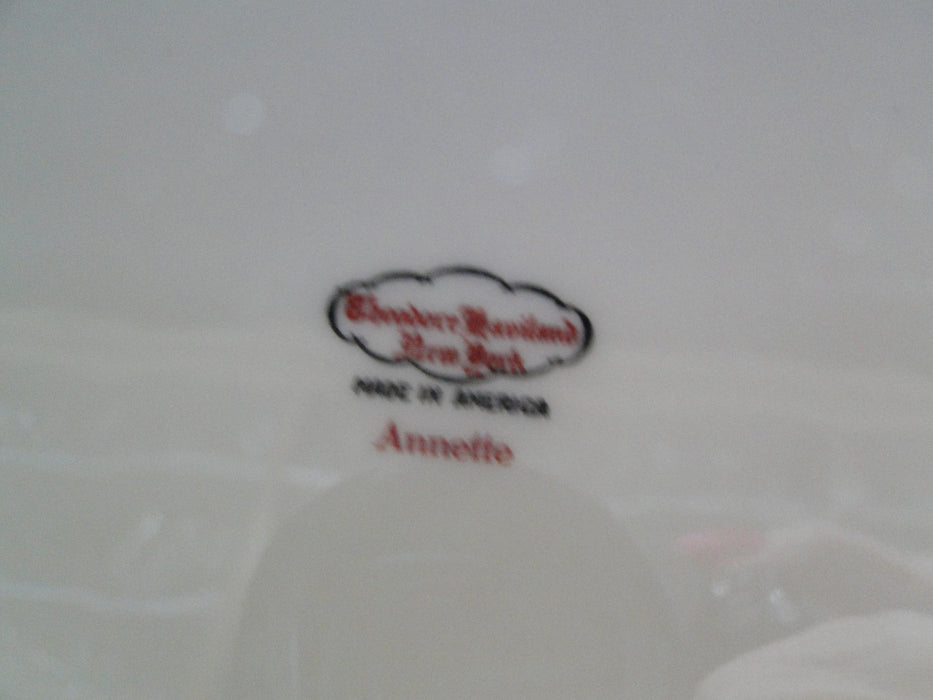 Theodore Haviland
New York
MADE IN AMERICA
Annette